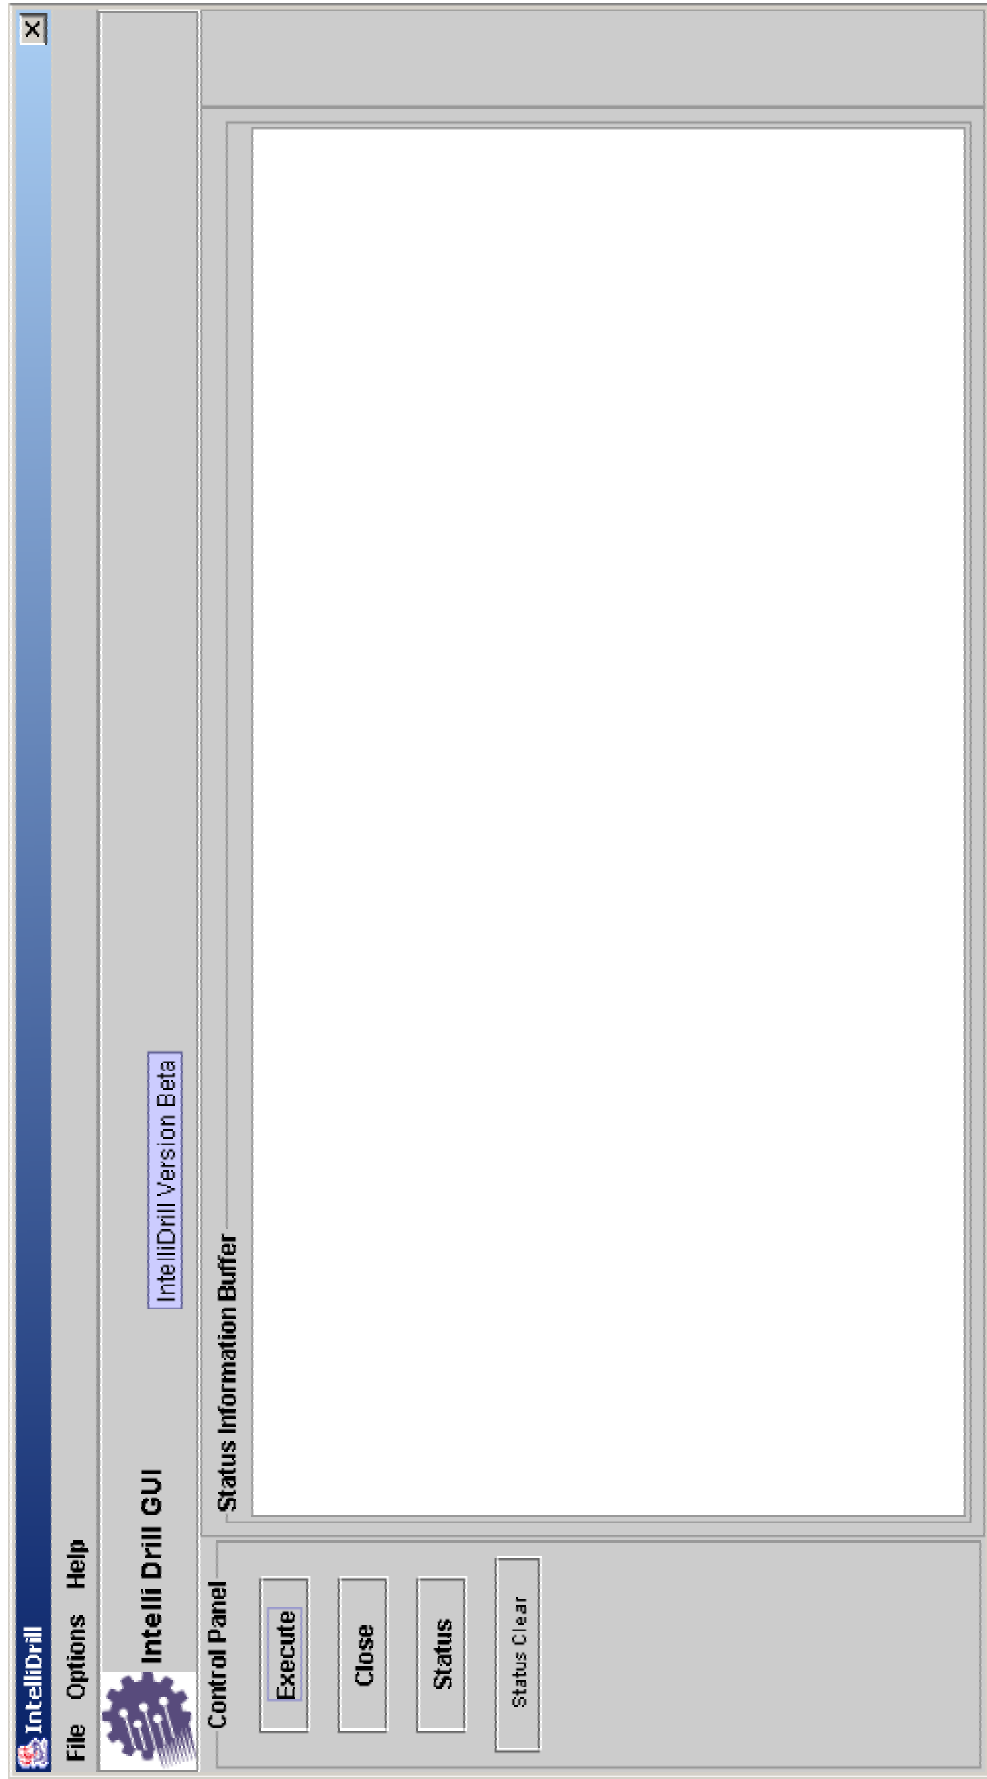 IntelliDrill
File Options Help
Intelli Drill GUI
IntelliDrill Version Beta
Control Panel
Execute
Close
Status
Status Clear
Status Information Buffer